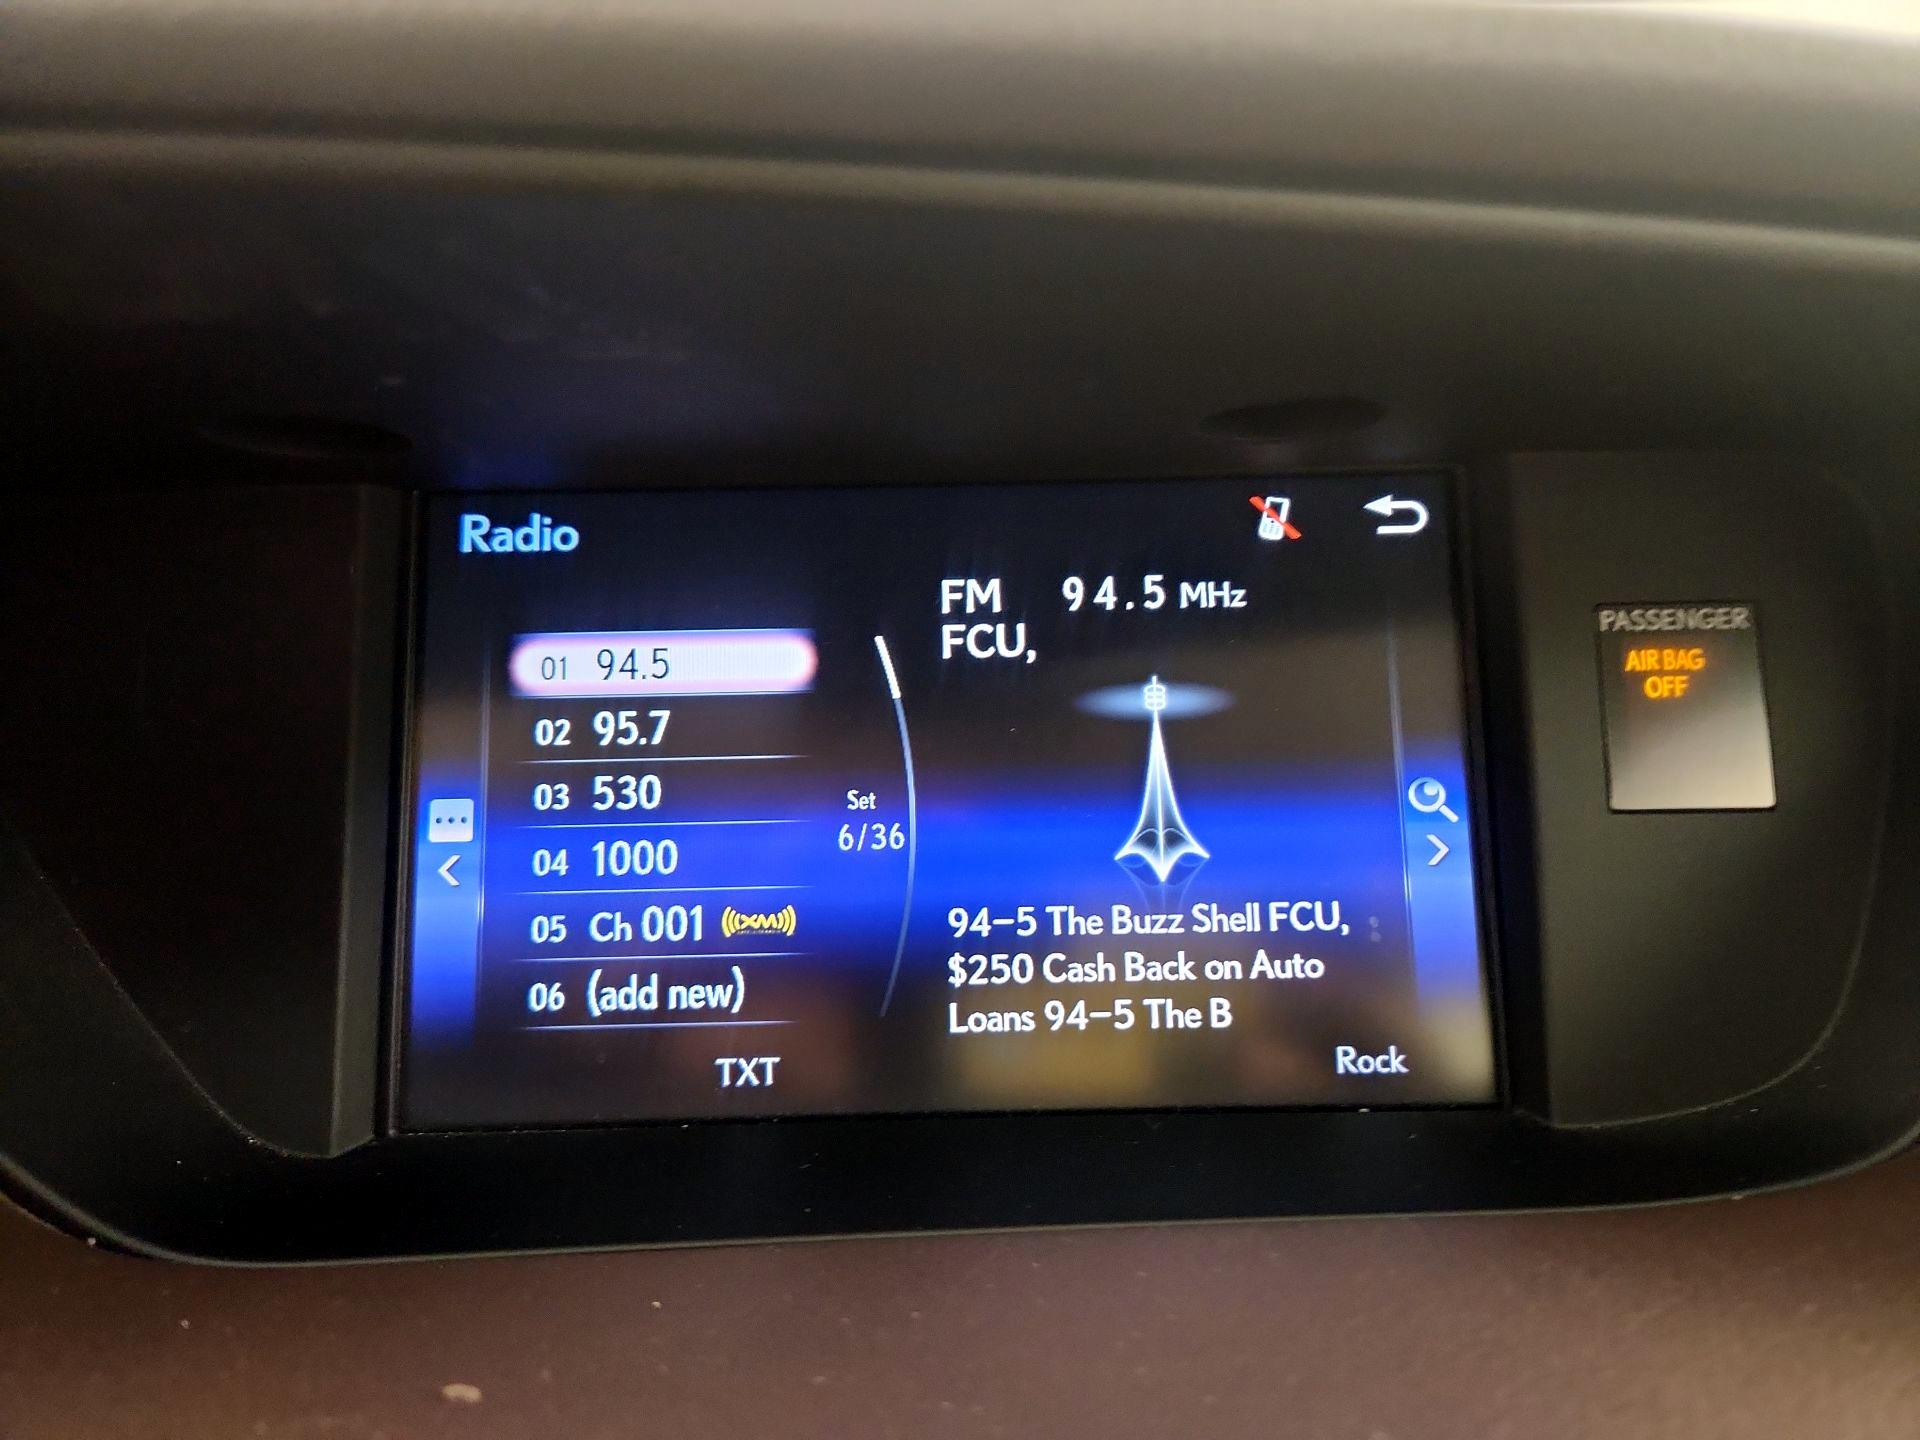 Radio
FM 94.5 MHz
FCU,
01 94.5
02 95.7
03 530
04 1000
05 Ch 001 ((XM))
06 (add new)
Set
6/36
94-5 The Buzz Shell FCU,
$250 Cash Back on Auto
Loans 94-5 The B
TXT
Rock
PASSENGER
AIR BAG
OFF